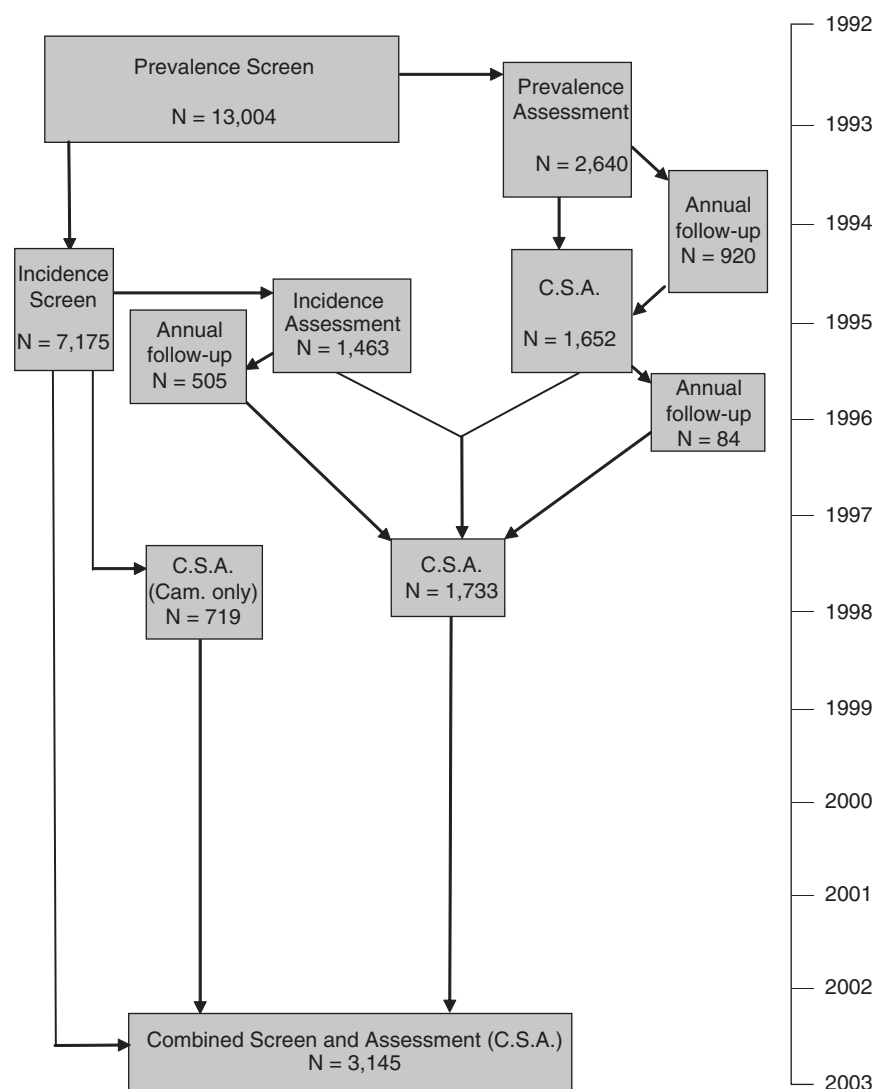 Prevalence Screen
N = 13,004
Prevalence
Assessment
N = 2,640
Annual
follow-up
N = 920
Incidence
Screen
N = 7,175
Incidence
Assessment
N = 1,463
C.S.A.
N = 1,652
Annual
follow-up
N = 505
Annual
follow-up
N = 84
C.S.A.
(Cam. only)
N = 719
C.S.A.
N = 1,733
Combined Screen and Assessment (C.S.A.)
N = 3,145
1992
1993
1994
1995
1996
1997
1998
1999
2000
2001
2002
2003